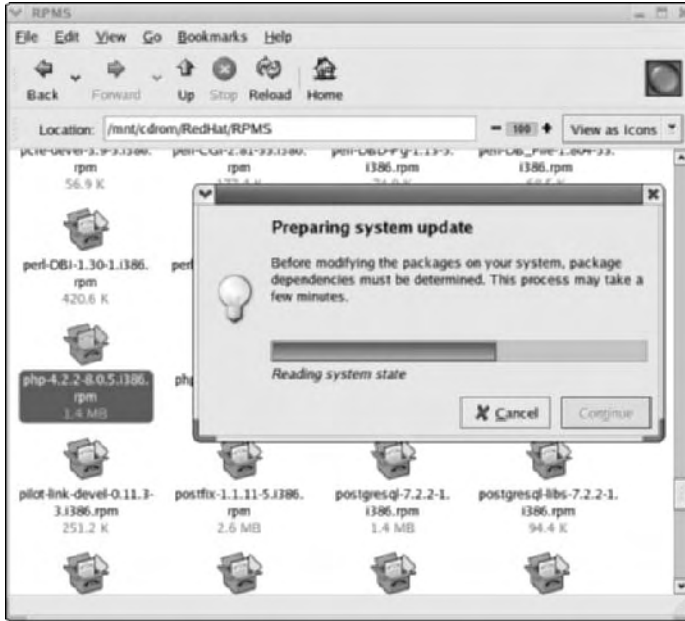 RPMS
File Edit View Go Bookmarks Help
Back Forward Up Stop Reload Home
Location: /mnt/cdrom/RedHat/RPMS
100
View as Icons
rpm rpm i386.rpm i386.rpm
56.9 K
Preparing system update
Before modifying the packages on your system, package
dependencies must be determined. This process may take a
few minutes.
Reading system state
Cancel Continue
perl-DBI-1.30-1.i386.
rpm
420.6 K
php-4.2.2-8.0.5.i386.
rpm
1.4 MB
pilot-link-devel-0.11.3-
3.i386.rpm
251.2 K
postfix-1.1.11-5.i386.
rpm
2.6 MB
postgresql-7.2.2-1.
i386.rpm
1.4 MB
postgresql-libs-7.2.2-1.
i386.rpm
94.4 K